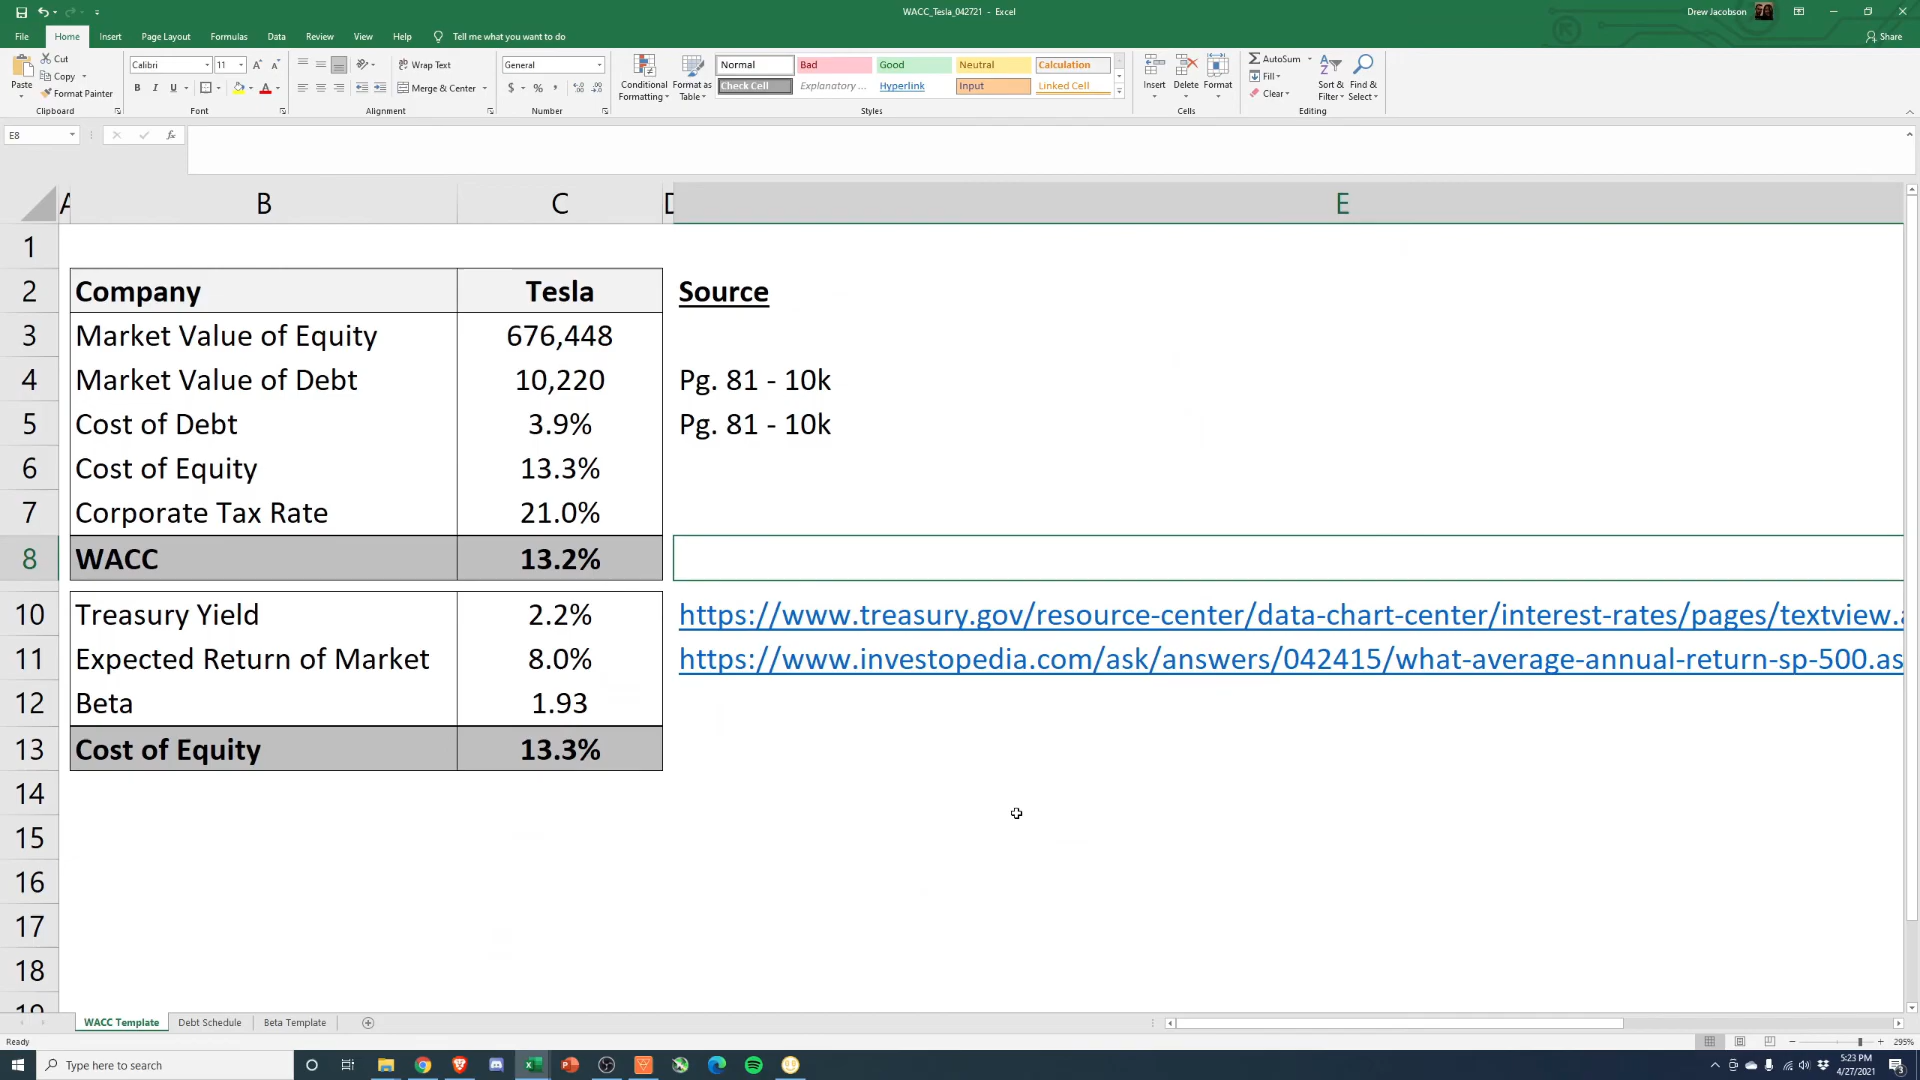 WACC_Tesla_042721 - Excel
Drew Jacobson
File Home Insert Page Layout Formulas Data Review View Help Tell me what you want to do
Share
Paste
Cut
Copy
Format Painter
Clipboard
Calibri 11
B I U
Font
Wrap Text
Merge & Center
Alignment
General
$ % ,
Number
Conditional Formatting
Format as Table
Normal Bad Good Neutral Calculation
Check Cell Explanatory ... Hyperlink Input Linked Cell
Styles
Insert Delete Format
Cells
AutoSum
Fill
Clear
Sort & Filter
Find & Select
Editing
E8
fx
A B C D E
1
2 Company Tesla Source
3 Market Value of Equity 676,448
4 Market Value of Debt 10,220 Pg. 81 - 10k
5 Cost of Debt 3.9% Pg. 81 - 10k
6 Cost of Equity 13.3%
7 Corporate Tax Rate 21.0%
8 WACC 13.2%
10 Treasury Yield 2.2% https://www.treasury.gov/resource-center/data-chart-center/interest-rates/pages/textview.a
11 Expected Return of Market 8.0% https://www.investopedia.com/ask/answers/042415/what-average-annual-return-sp-500.as
12 Beta 1.93
13 Cost of Equity 13.3%
14
15
16
17
18
19
WACC Template Debt Schedule Beta Template
Ready
295%
Type here to search
5:23 PM
4/27/2021